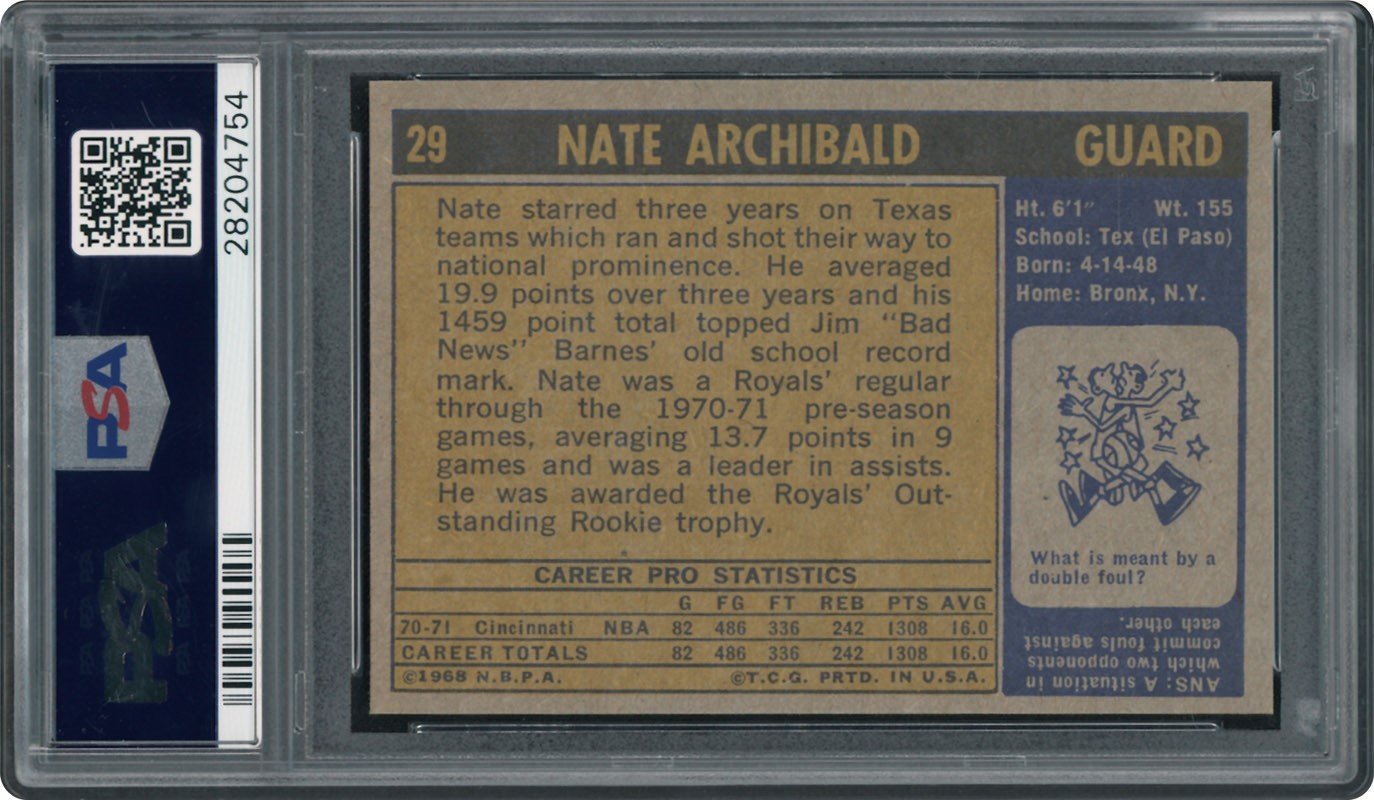 PSA
28204754
PSA
29 NATE ARCHIBALD GUARD
Nate starred three years on Texas
teams which ran and shot their way to
national prominence. He averaged
19.9 points over three years and his
1459 point total topped Jim “Bad
News” Barnes’ old school record
mark. Nate was a Royals’ regular
through the 1970-71 pre-season
games, averaging 13.7 points in 9
games and was a leader in assists.
He was awarded the Royals’ Out-
standing Rookie trophy.
CAREER PRO STATISTICS
G FG FT REB PTS AVG
70-71 Cincinnati NBA 82 486 336 242 1308 16.0
CAREER TOTALS 82 486 336 242 1308 16.0
©1968 N.B.P.A. ©T.C.G. PRTD. IN U.S.A.
Ht. 6'1" Wt. 155
School: Tex (El Paso)
Born: 4-14-48
Home: Bronx, N.Y.
What is meant by a
double foul?
ANS: A situation in
which two opponents
commit fouls against
each other.